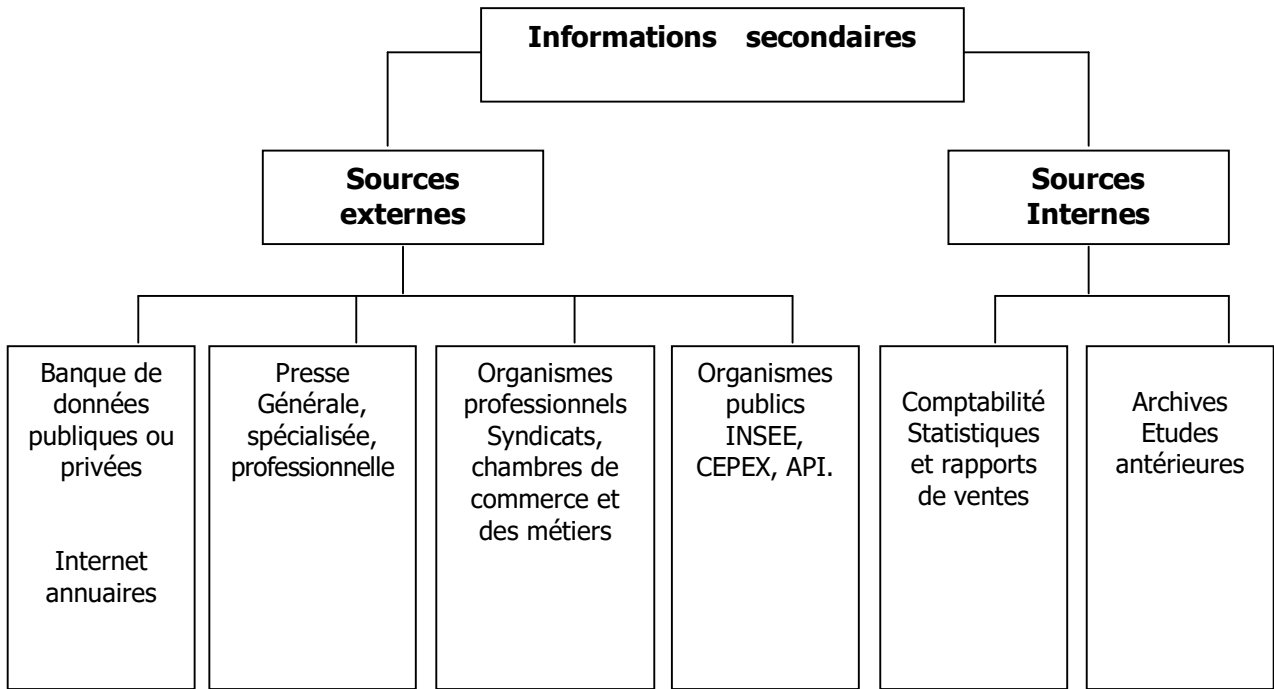 Informations secondaires
Sources
externes
Sources
Internes
Banque de
données
publiques ou
privées
Internet
annuaires
Presse
Générale,
spécialisée,
professionnelle
Organismes
professionnels
Syndicats,
chambres de
commerce et
des métiers
Organismes
publics
INSEE,
CEPEX, API.
Comptabilité
Statistiques
et rapports
de ventes
Archives
Etudes
antérieures